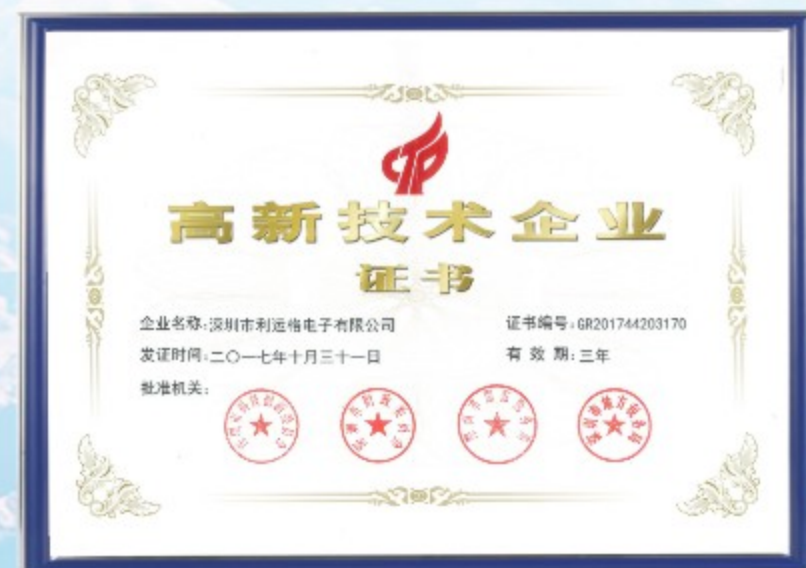 高新技术企业
证书
企业名称:深圳市利运格电子有限公司 证书编号:GR201744203170
发证时间:二〇一七年十月三十一日 有效期:三年
批准机关: